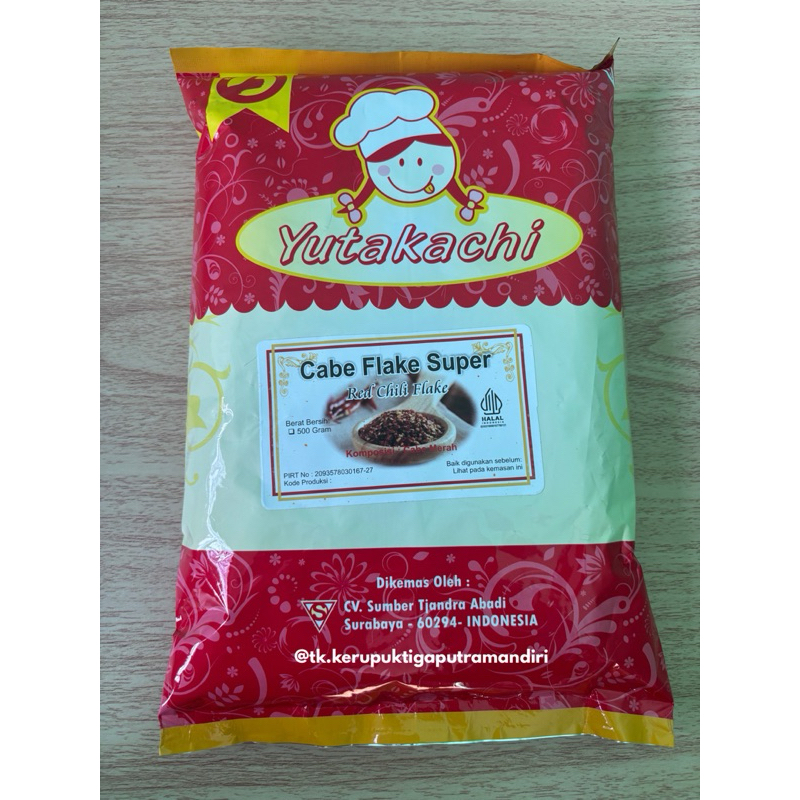 Yutakachi
Cabe Flake Super
Red Chili Flake
Berat Bersih:
❏ 500 Gram
HALAL
INDONESIA
Komposisi : Cabe Merah
PIRT No : 2093578030167-27
Kode Produksi :
Baik digunakan sebelum:
Lihat pada kemasan ini
Dikemas Oleh :
S
CV. Sumber Tjandra Abadi
Surabaya - 60294- INDONESIA
@tk.kerupuktigaputramandiri